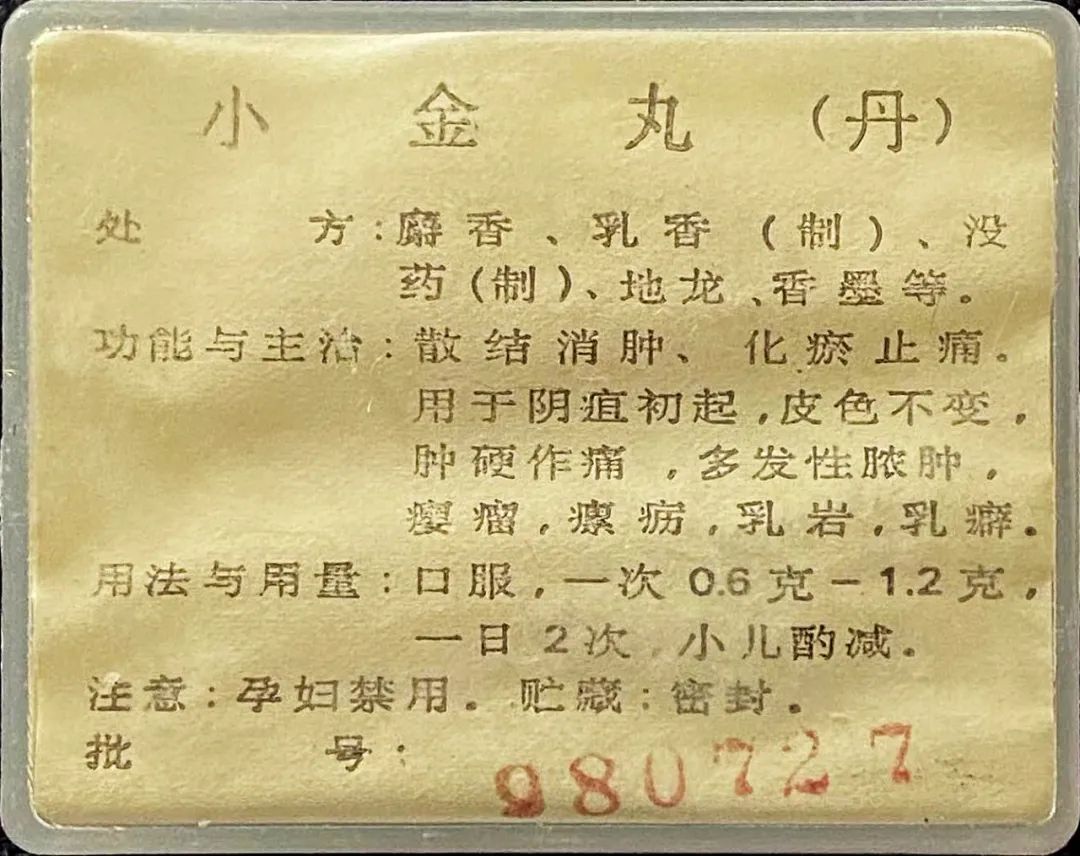 小金丸（丹）
处方：麝香、乳香（制）、没
药（制）、地龙、香墨等。
功能与主治：散结消肿、化瘀止痛。
用于阴疽初起，皮色不变，
肿硬作痛，多发性脓肿，
瘿瘤，瘰疬，乳岩，乳癖。
用法与用量：口服，一次 0.6 克－1.2 克，
一日 2 次，小儿酌减。
注意：孕妇禁用。贮藏：密封。
批号：980727